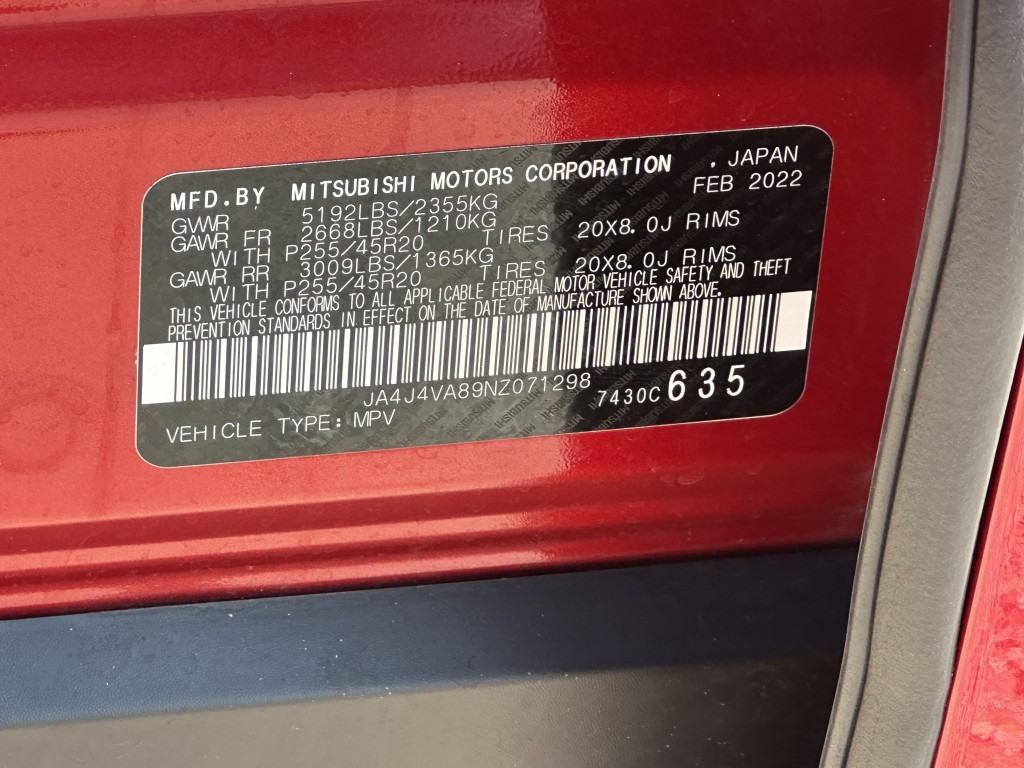 MFD.BY MITSUBISHI MOTORS CORPORATION . JAPAN
GWWR 5192LBS/2355KG FEB 2022
GAWR FR 2668LBS/1210KG
WITH P255/45R20 TIRES 20X8.0J RIMS
GAWR RR 3009LBS/1365KG
WITH P255/45R20 TIRES 20X8.0J RIMS
THIS VEHICLE CONFORMS TO ALL APPLICABLE FEDERAL MOTOR VEHICLE SAFETY AND THEFT
PREVENTION STANDARDS IN EFFECT ON THE DATE OF MANUFACTURE SHOWN ABOVE.
JA4J4VA89NZ071298 7430C 635
VEHICLE TYPE: MPV